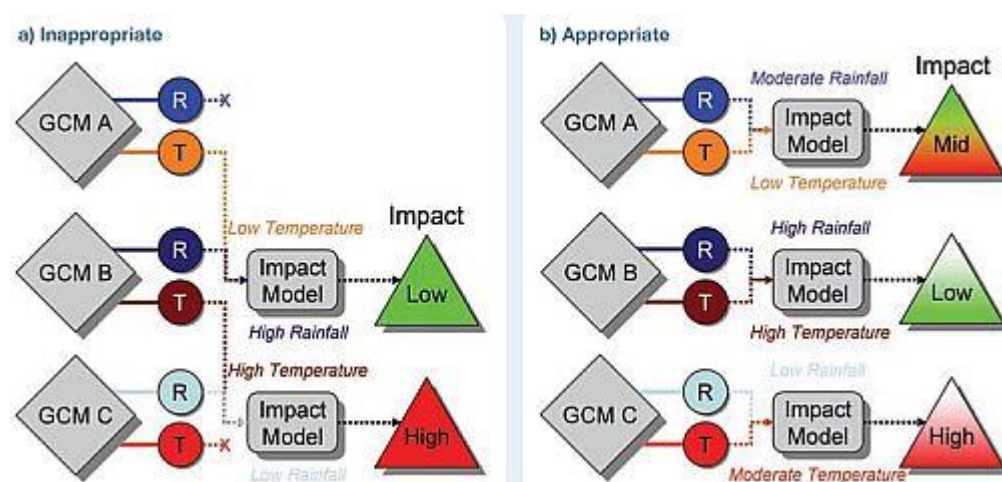 a) Inappropriate
GCM A
R
x
T
Low Temperature
Impact
GCM B
R
T
Impact
Model
Low
High Rainfall
High Temperature
GCM C
R
T
x
Impact
Model
High
Low Rainfall
b) Appropriate
Impact
GCM A
R
T
Moderate Rainfall
Impact
Model
Mid
Low Temperature
GCM B
R
T
High Rainfall
Impact
Model
Low
High Temperature
GCM C
R
T
Low Rainfall
Impact
Model
High
Moderate Temperature